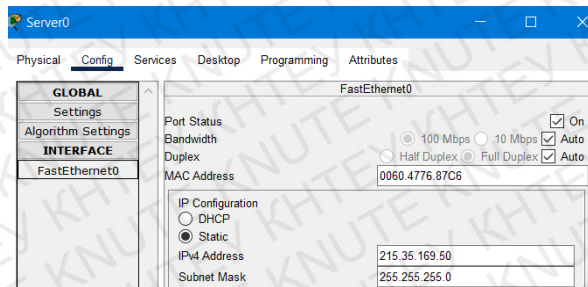 Server0
Physical Config Services Desktop Programming Attributes
GLOBAL
Settings
Algorithm Settings
INTERFACE
FastEthernet0
FastEthernet0
Port Status On
Bandwidth 100 Mbps 10 Mbps Auto
Duplex Half Duplex Full Duplex Auto
MAC Address 0060.4776.87C6
IP Configuration
DHCP
Static
IPv4 Address 215.35.169.50
Subnet Mask 255.255.255.0
KNUTE KHTEY